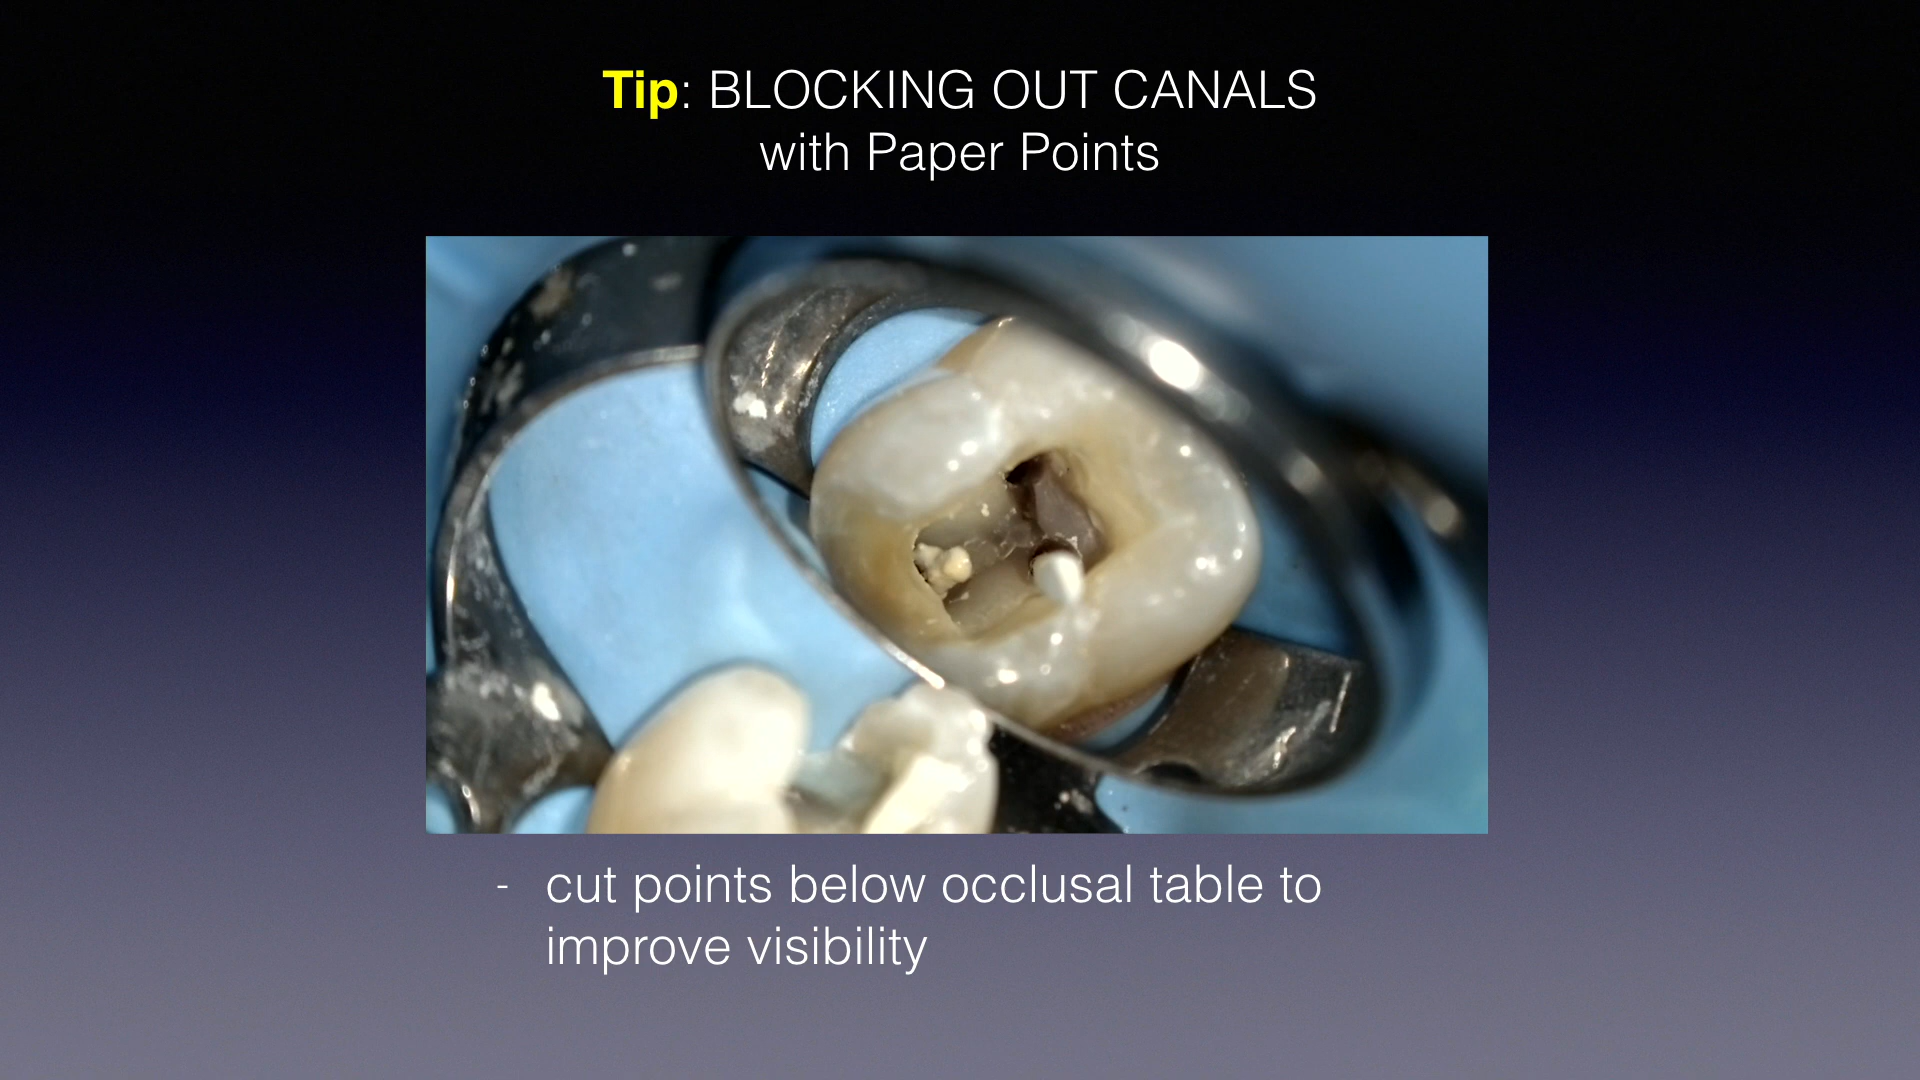 Tip: BLOCKING OUT CANALS
with Paper Points
- cut points below occlusal table to
improve visibility